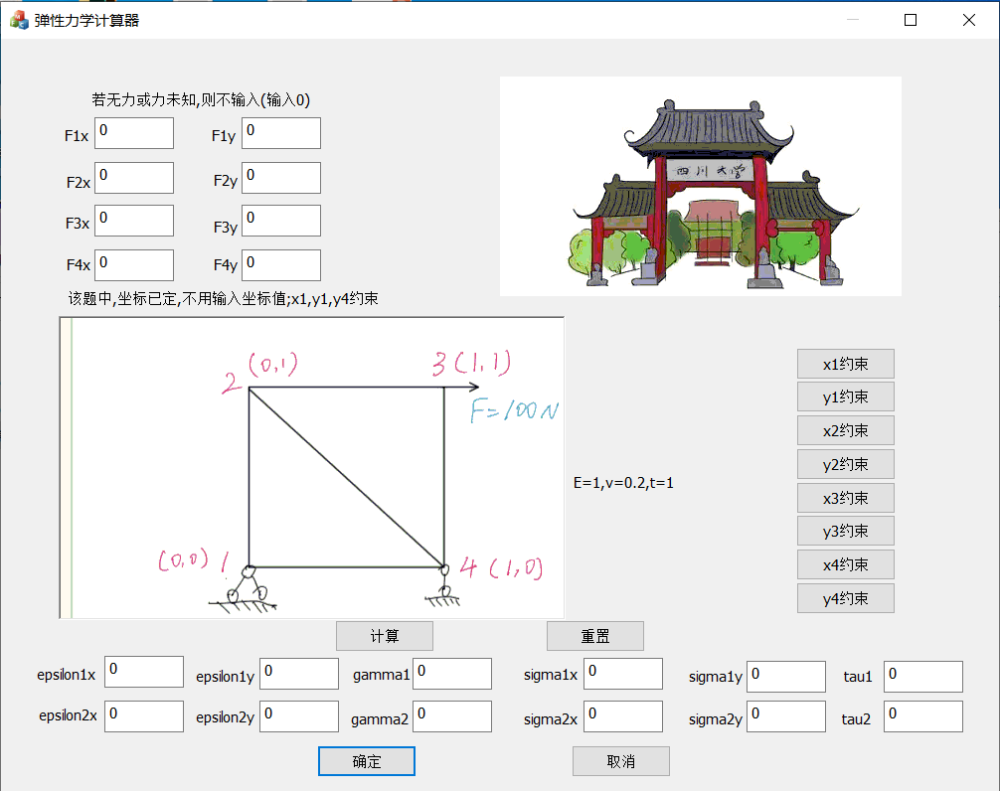 弹性力学计算器
若无力或力未知,则不输入(输入0)
F1x 0 F1y 0
F2x 0 F2y 0
F3x 0 F3y 0
F4x 0 F4y 0
四川大学
该题中,坐标已定,不用输入坐标值;x1,y1,y4约束
2 (0,1) 3 (1,1)
F=100N
(0,0) 1 4 (1,0)
E=1,v=0.2,t=1
x1约束
y1约束
x2约束
y2约束
x3约束
y3约束
x4约束
y4约束
计算 重置
epsilon1x 0 epsilon1y 0 gamma1 0 sigma1x 0 sigma1y 0 tau1 0
epsilon2x 0 epsilon2y 0 gamma2 0 sigma2x 0 sigma2y 0 tau2 0
确定 取消